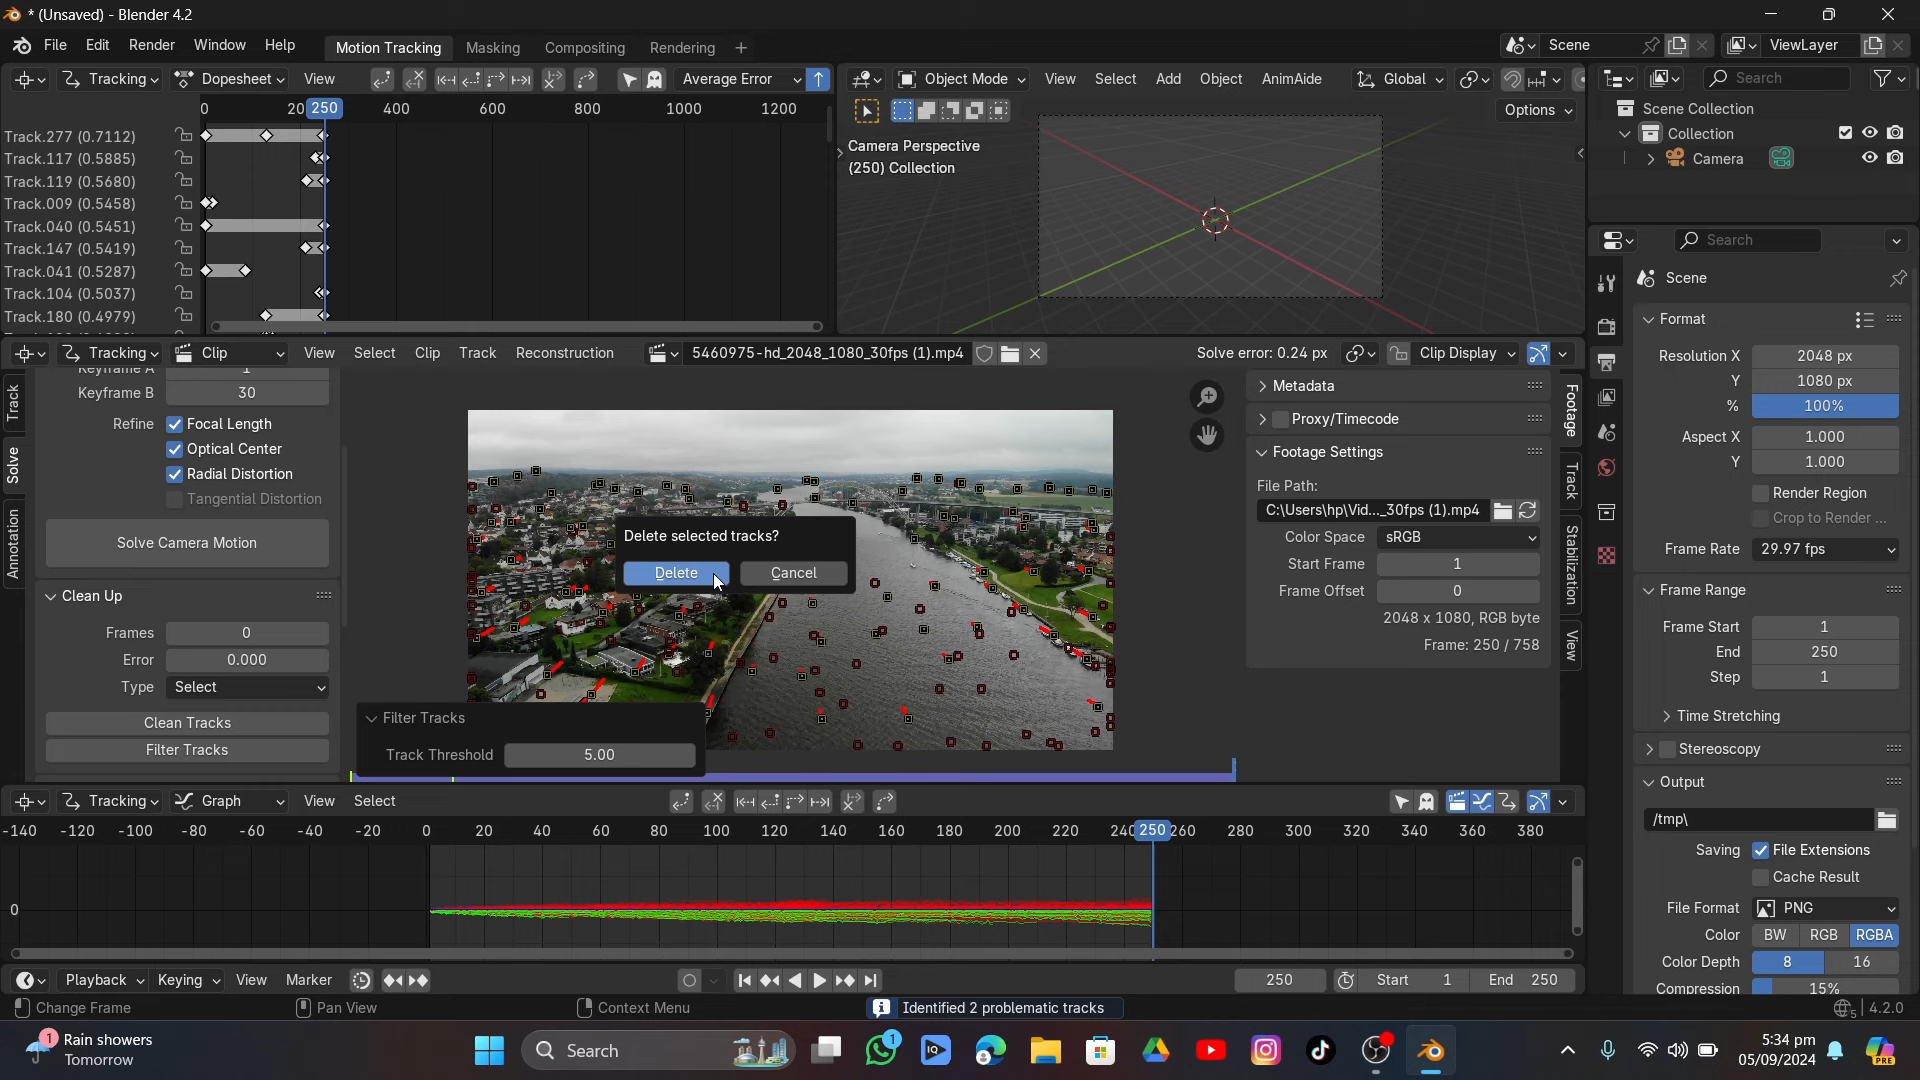 * (Unsaved) - Blender 4.2
File Edit Render Window Help Motion Tracking Masking Compositing Rendering + Scene ViewLayer
Tracking Dopesheet View Average Error
0 20 250 400 600 800 1000 1200
Track.277 (0.7112)
Track.117 (0.5885)
Track.119 (0.5680)
Track.009 (0.5458)
Track.040 (0.5451)
Track.147 (0.5419)
Track.041 (0.5287)
Track.104 (0.5037)
Track.180 (0.4979)
Object Mode View Select Add Object AnimAide Global
Options
Camera Perspective
(250) Collection
Search
Scene Collection
Collection
Camera
Search
Scene
Format
Resolution X 2048 px
Y 1080 px
% 100%
Aspect X 1.000
Y 1.000
Render Region
Crop to Render ...
Frame Rate 29.97 fps
Frame Range
Frame Start 1
End 250
Step 1
Time Stretching
Stereoscopy
Output
/tmp\
Saving File Extensions
Cache Result
File Format PNG
Color BW RGB RGBA
Color Depth 8 16
Compression 15%
Tracking Clip View Select Clip Track Reconstruction 5460975-hd_2048_1080_30fps (1).mp4 Solve error: 0.24 px Clip Display
Track
Solve
Annotation
Keyframe A 1
Keyframe B 30
Refine Focal Length
Optical Center
Radial Distortion
Tangential Distortion
Solve Camera Motion
Clean Up
Frames 0
Error 0.000
Type Select
Clean Tracks
Filter Tracks
Delete selected tracks?
Delete Cancel
Filter Tracks
Track Threshold 5.00
Metadata
Proxy/Timecode
Footage Settings
File Path:
C:\Users\hp\Vid..._30fps (1).mp4
Color Space sRGB
Start Frame 1
Frame Offset 0
2048 x 1080, RGB byte
Frame: 250 / 758
Footage
Track
Stabilization
View
Tracking Graph View Select
-140 -120 -100 -80 -60 -40 -20 0 20 40 60 80 100 120 140 160 180 200 220 240 250 260 280 300 320 340 360 380
0
Playback Keying View Marker 250 Start 1 End 250
Change Frame Pan View Context Menu Identified 2 problematic tracks 5 4.2.0
1 Rain showers
Tomorrow
Search
1
IQ
PRE
5:34 pm
05/09/2024